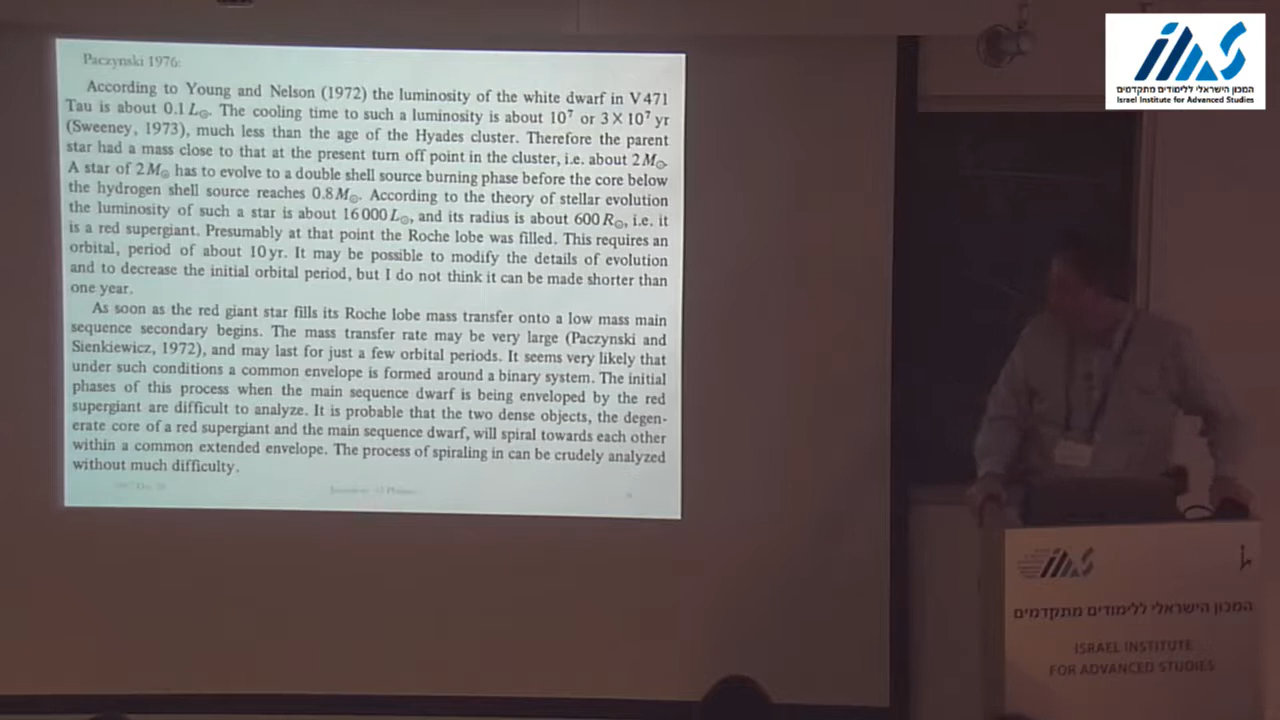 Paczynski 1976:
According to Young and Nelson (1972) the luminosity of the white dwarf in V471
Tau is about 0.1 L⊙. The cooling time to such a luminosity is about 10⁷ or 3×10⁷ yr
(Sweeney, 1973), much less than the age of the Hyades cluster. Therefore the parent
star had a mass close to that at the present turn off point in the cluster, i.e. about 2 M⊙.
A star of 2 M⊙ has to evolve to a double shell source burning phase before the core below
the hydrogen shell source reaches 0.8 M⊙. According to the theory of stellar evolution
the luminosity of such a star is about 16 000 L⊙, and its radius is about 600 R⊙, i.e. it
is a red supergiant. Presumably at that point the Roche lobe was filled. This requires an
orbital, period of about 10 yr. It may be possible to modify the details of evolution
and to decrease the initial orbital period, but I do not think it can be made shorter than
one year.
As soon as the red giant star fills its Roche lobe mass transfer onto a low mass main
sequence secondary begins. The mass transfer rate may be very large (Paczynski and
Sienkiewicz, 1972), and may last for just a few orbital periods. It seems very likely that
under such conditions a common envelope is formed around a binary system. The initial
phases of this process when the main sequence dwarf is being enveloped by the red
supergiant are difficult to analyze. It is probable that the two dense objects, the degen-
erate core of a red supergiant and the main sequence dwarf, will spiral towards each other
within a common extended envelope. The process of spiraling in can be crudely analyzed
without much difficulty.
iias
המכון הישראלי ללימודים מתקדמים
Israel Institute for Advanced Studies
iias
המכון הישראלי ללימודים מתקדמים
ISRAEL INSTITUTE
FOR ADVANCED STUDIES